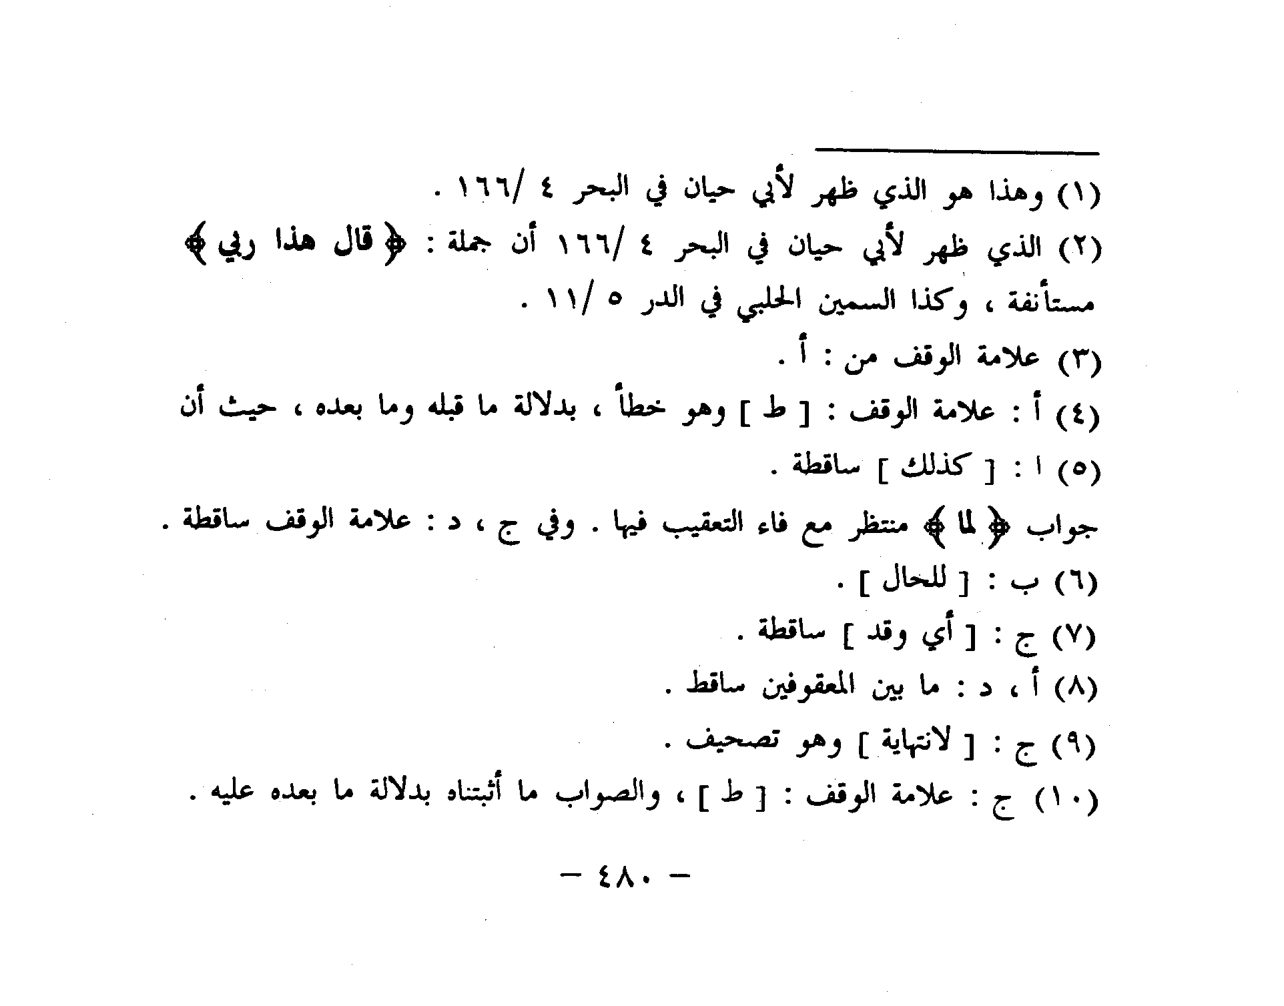 (١) وهذا هو الذي ظهر لأبي حيان في البحر ٤ /١٦٦ .
(٢) الذي ظهر لأبي حيان في البحر ٤ /١٦٦ أن جملة : ﴿ قال هذا ربي ﴾
مستأنفة ، وكذا السمين الحلبي في الدر ٥ /١١ .
(٣) علامة الوقف من : أ .
(٤) أ : علامة الوقف : [ ط ] وهو خطأ ، بدلالة ما قبله وما بعده ، حيث أن
(٥) ا : [ كذلك ] ساقطة .
جواب ﴿ لما ﴾ منتظر مع فاء التعقيب فيها . وفي ج ، د : علامة الوقف ساقطة .
(٦) ب : [ للحال ] .
(٧) ج : [ أي وقد ] ساقطة .
(٨) أ ، د : ما بين المعقوفين ساقط .
(٩) ج : [ لانتهاية ] وهو تصحيف .
(١٠) ج : علامة الوقف : [ ط ] ، والصواب ما أثبتناه بدلالة ما بعده عليه .
– ٤٨٠ –